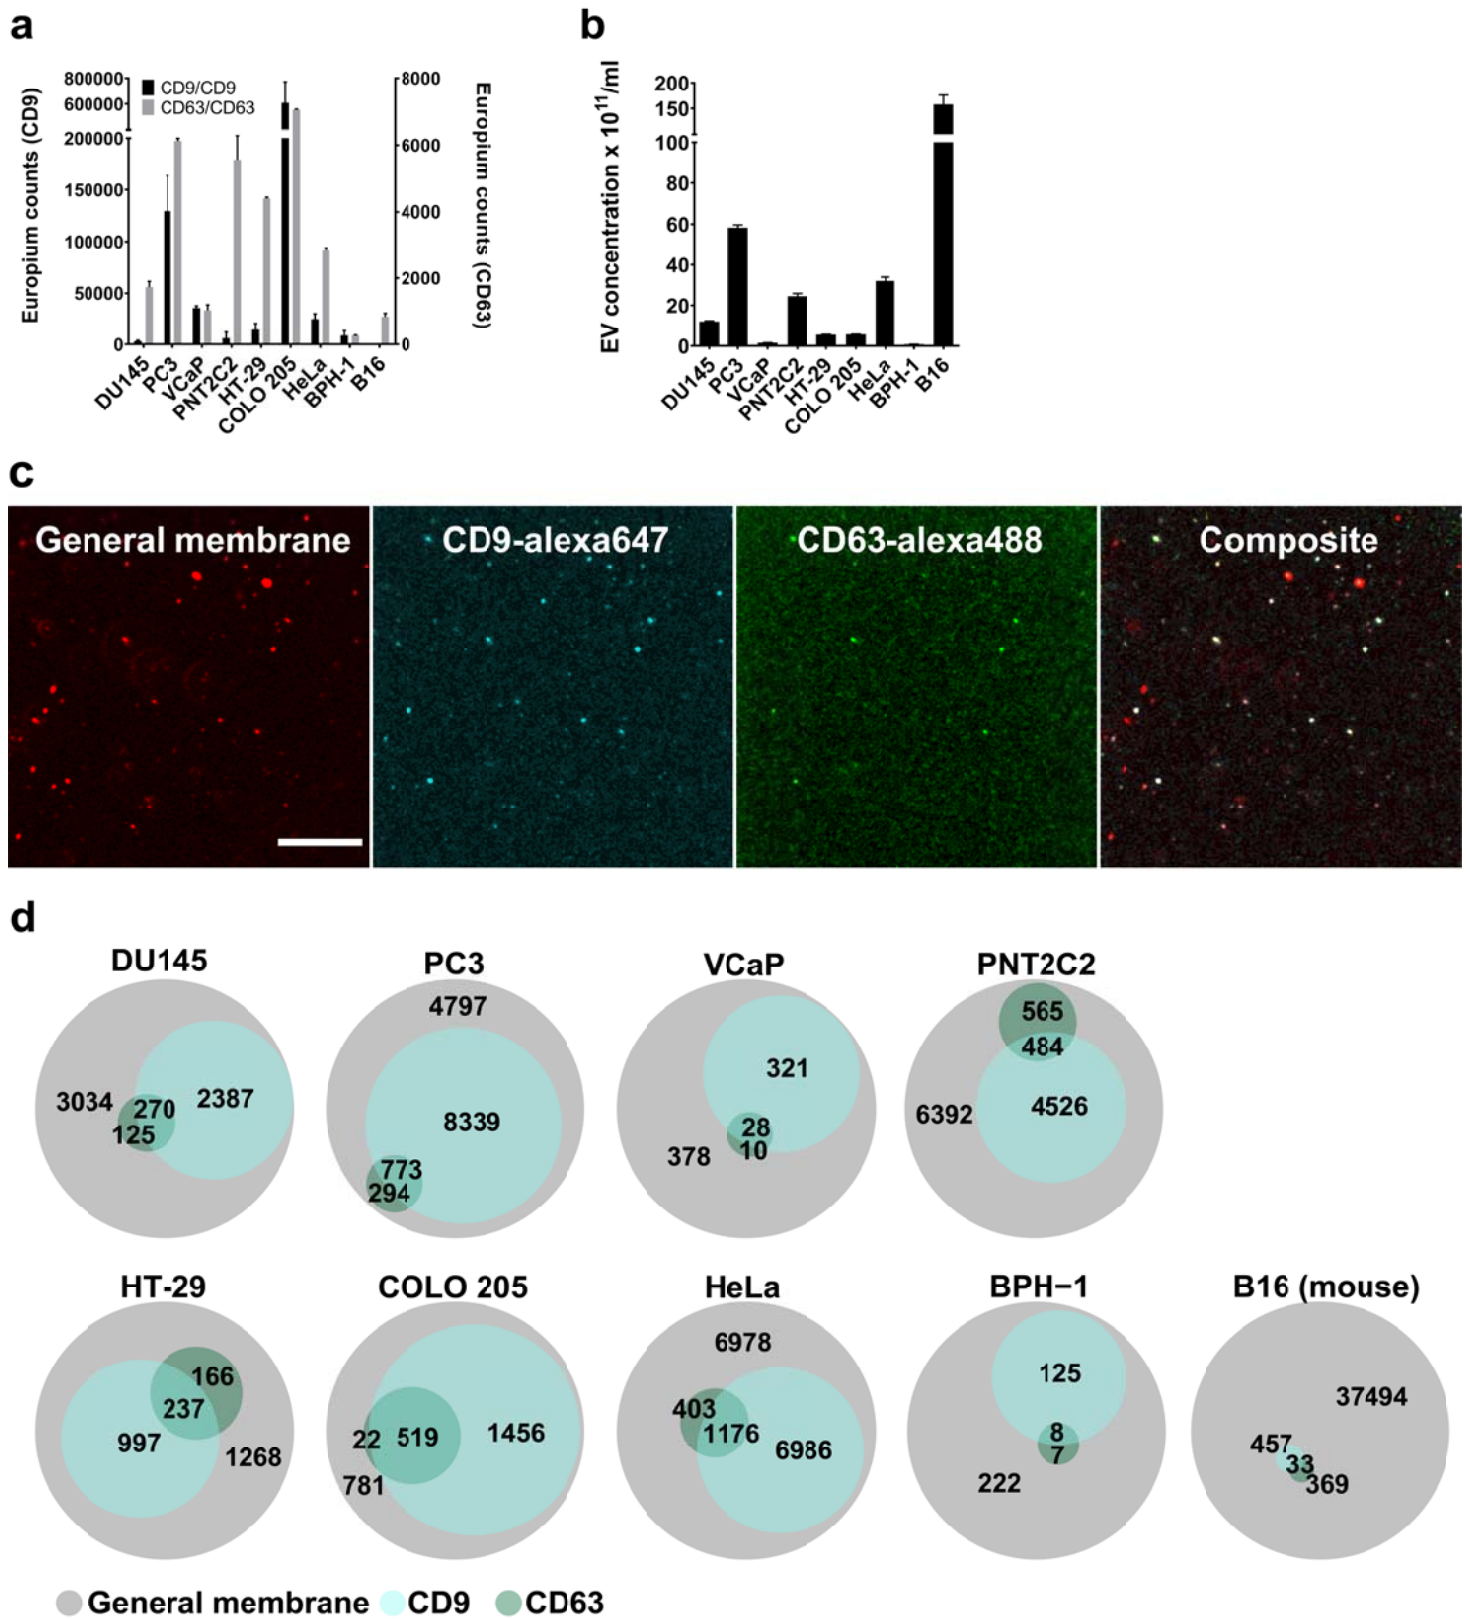 a
Europium counts (CD9)
800000
600000
200000
150000
100000
50000
0
CD9/CD9
CD63/CD63
8000
6000
4000
2000
0
Europium counts (CD63)
DU145
PC3
VCaP
PNT2C2
HT-29
COLO 205
HeLa
BPH-1
B16
b
EV concentration x 10¹¹/ml
200
150
100
80
60
40
20
0
DU145
PC3
VCaP
PNT2C2
HT-29
COLO 205
HeLa
BPH-1
B16
c
General membrane
CD9-alexa647
CD63-alexa488
Composite
d
DU145
3034
270
2387
125
PC3
4797
8339
773
294
VCaP
321
28
10
378
PNT2C2
565
484
4526
6392
HT-29
166
237
997
1268
COLO 205
22
519
1456
781
HeLa
6978
403
1176
6986
BPH−1
125
8
7
222
B16 (mouse)
37494
457
33
369
General membrane
CD9
CD63